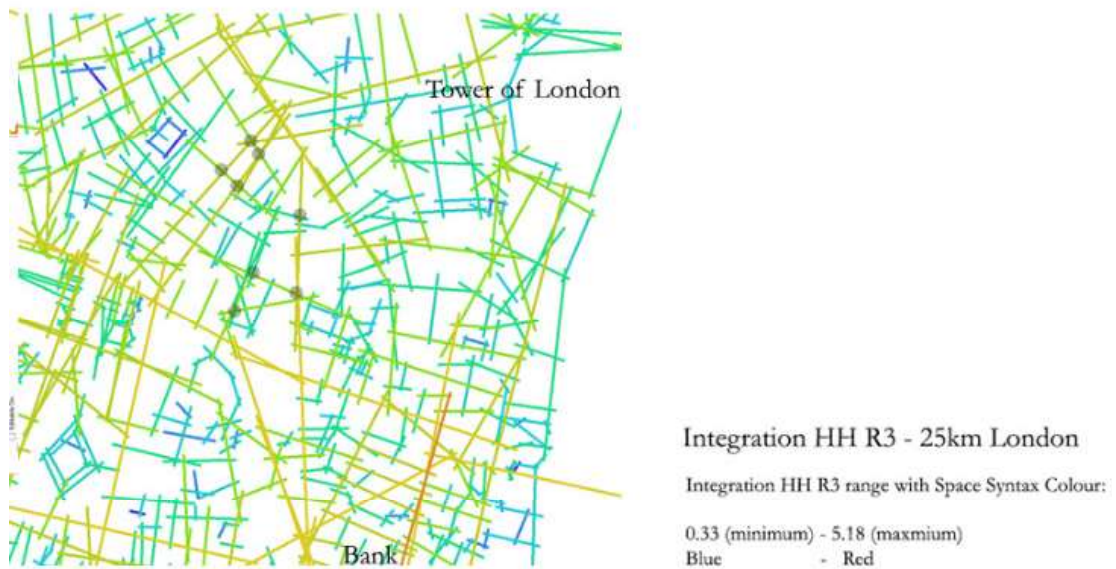 Tower of London
Bank
Integration HH R3 - 25km London
Integration HH R3 range with Space Syntax Colour:
0.33 (minimum) - 5.18 (maxmium)
Blue - Red